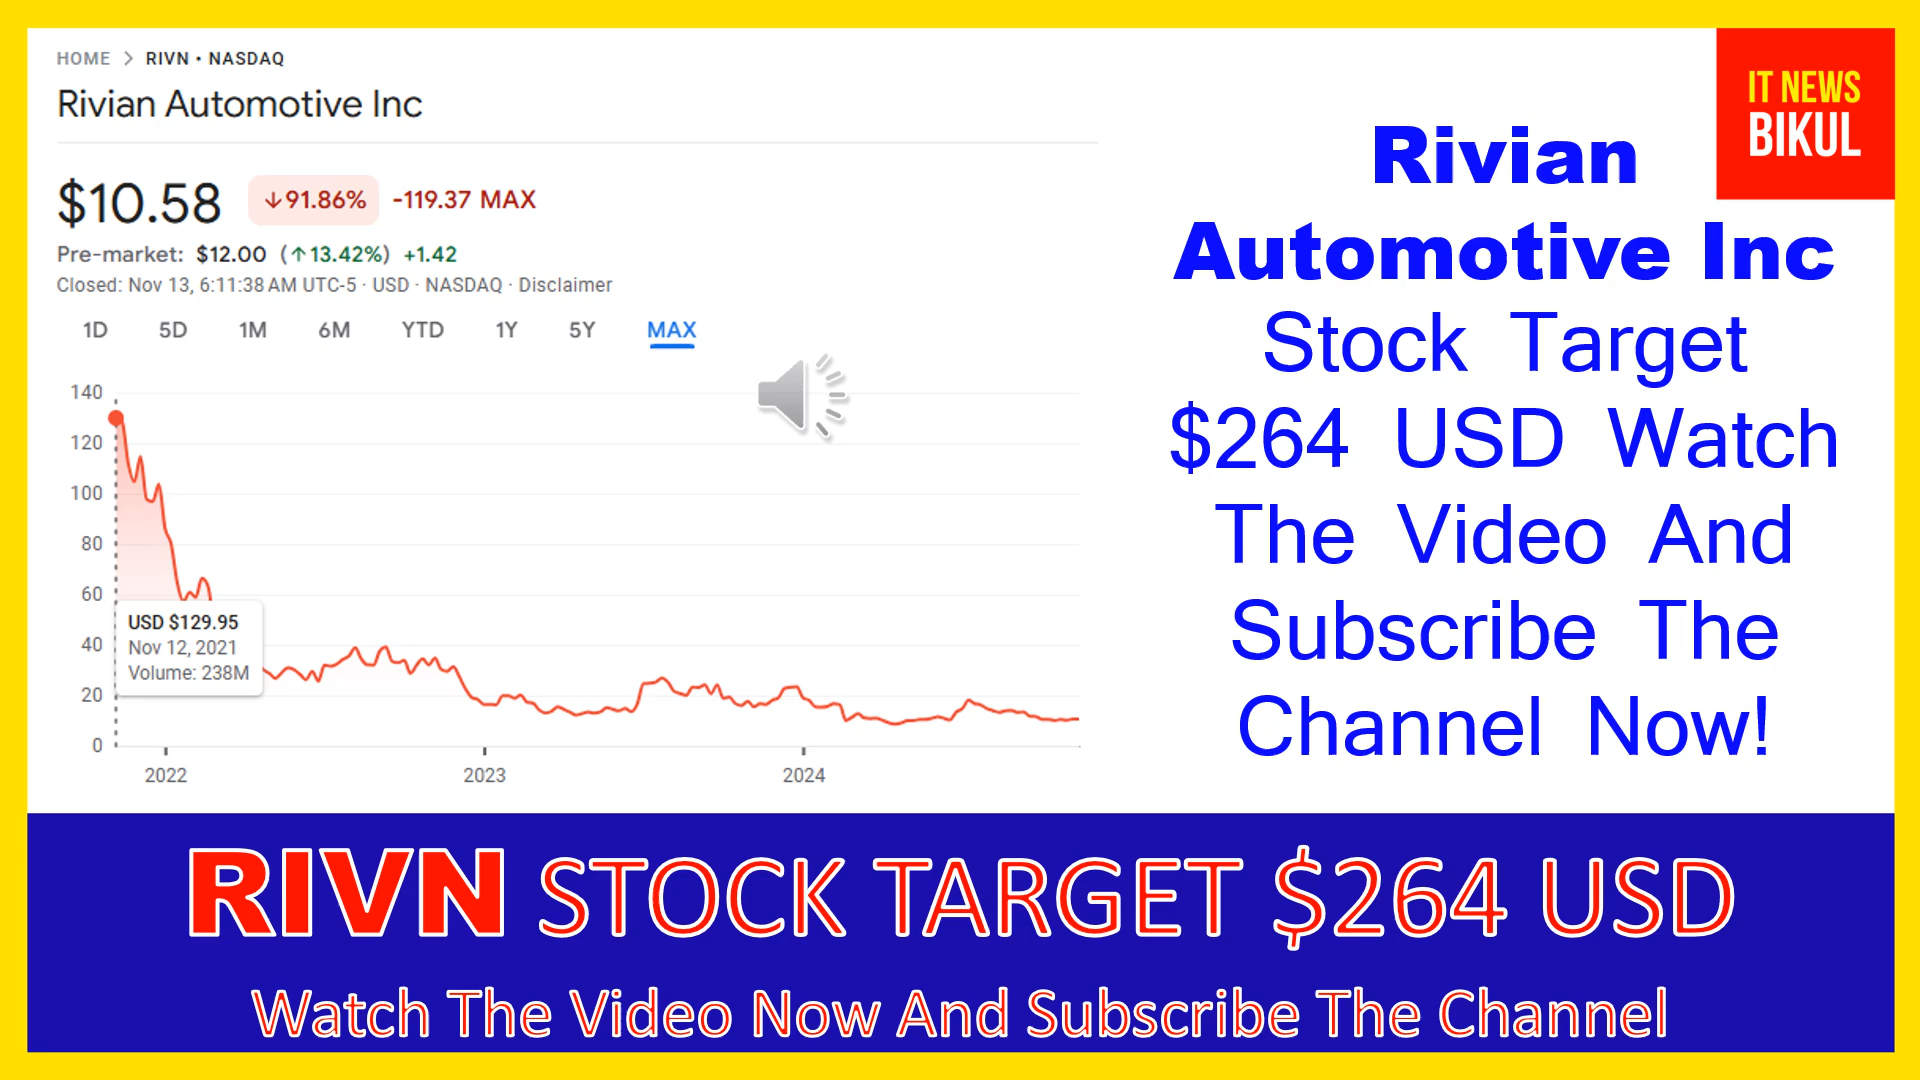 HOME > RIVN • NASDAQ
Rivian Automotive Inc
$10.58 ↓91.86% -119.37 MAX
Pre-market: $12.00 (↑13.42%) +1.42
Closed: Nov 13, 6:11:38 AM UTC-5 · USD · NASDAQ · Disclaimer
1D 5D 1M 6M YTD 1Y 5Y MAX
140
120
100
80
60
40
20
0
USD $129.95
Nov 12, 2021
Volume: 238M
2022 2023 2024
IT NEWS
BIKUL
Rivian
Automotive Inc
Stock Target
$264 USD Watch
The Video And
Subscribe The
Channel Now!
RIVN STOCK TARGET $264 USD
Watch The Video Now And Subscribe The Channel